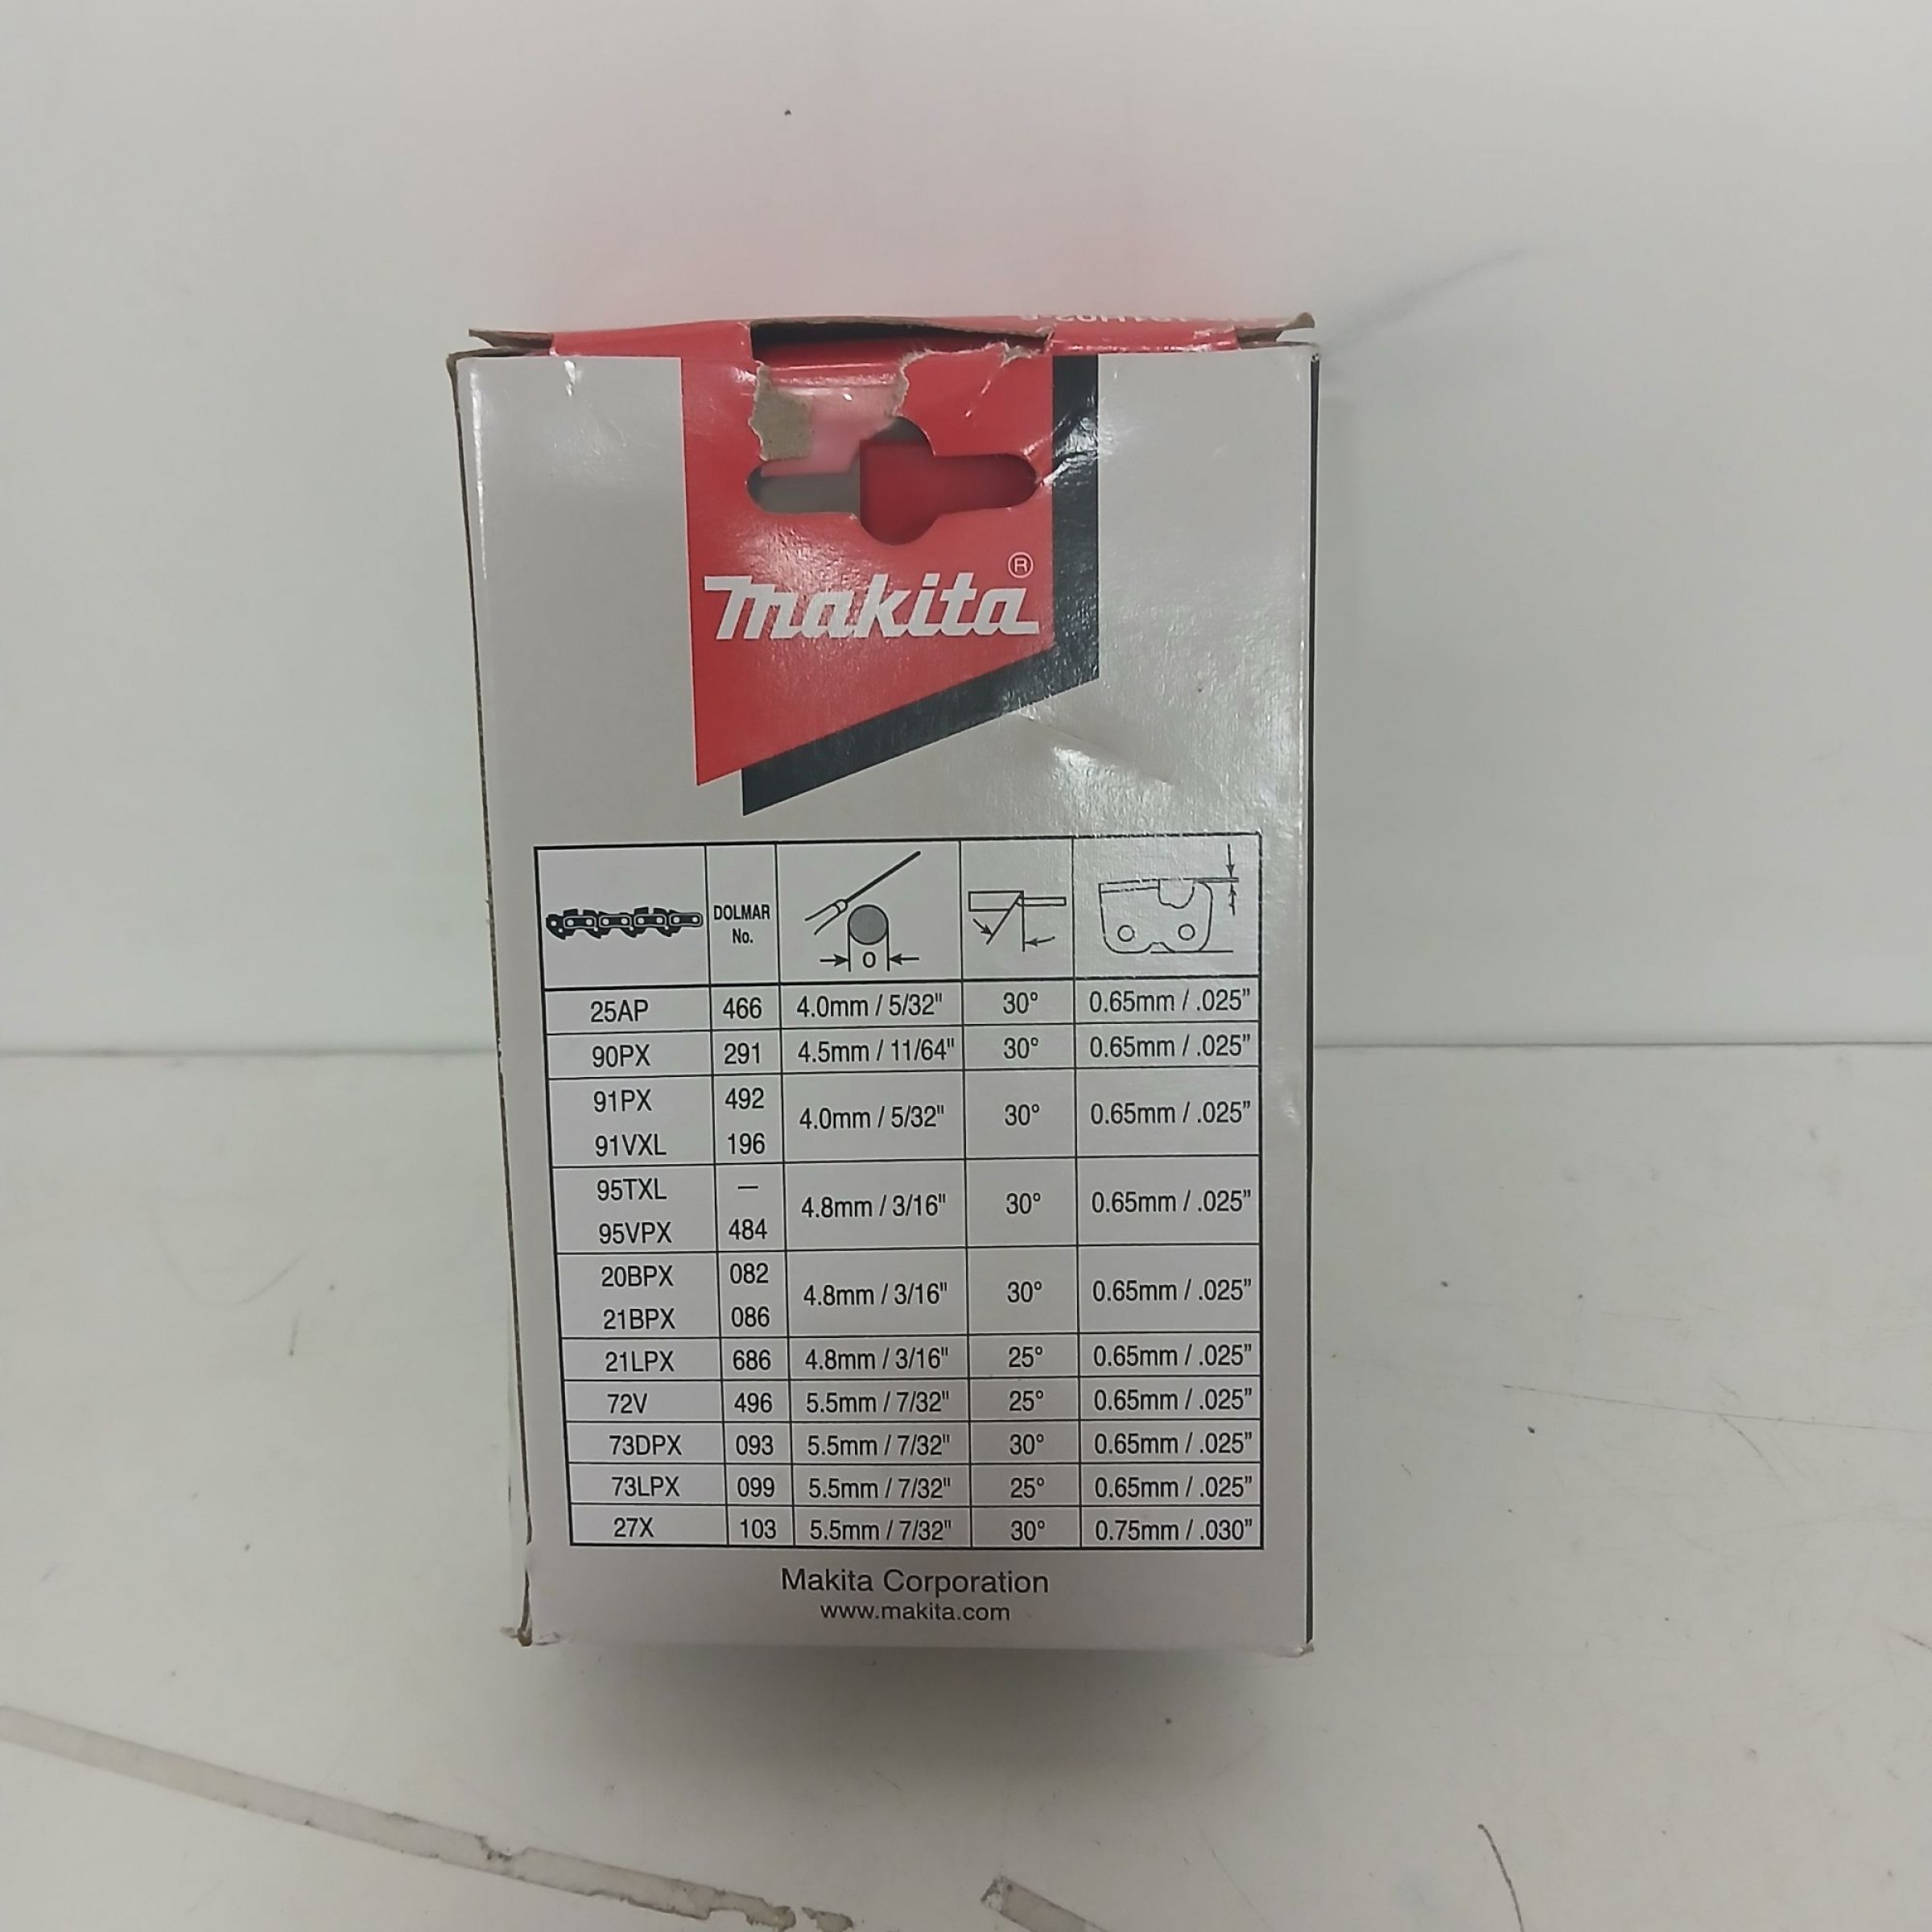 makita®
DOLMAR
No.
0
25AP 466 4.0mm / 5/32" 30° 0.65mm / .025”
90PX 291 4.5mm / 11/64" 30° 0.65mm / .025”
91PX 492
4.0mm / 5/32" 30° 0.65mm / .025”
91VXL 196
95TXL —
4.8mm / 3/16" 30° 0.65mm / .025”
95VPX 484
20BPX 082
4.8mm / 3/16" 30° 0.65mm / .025”
21BPX 086
21LPX 686 4.8mm / 3/16" 25° 0.65mm / .025”
72V 496 5.5mm / 7/32" 25° 0.65mm / .025”
73DPX 093 5.5mm / 7/32" 30° 0.65mm / .025”
73LPX 099 5.5mm / 7/32" 25° 0.65mm / .025”
27X 103 5.5mm / 7/32" 30° 0.75mm / .030”
Makita Corporation
www.makita.com